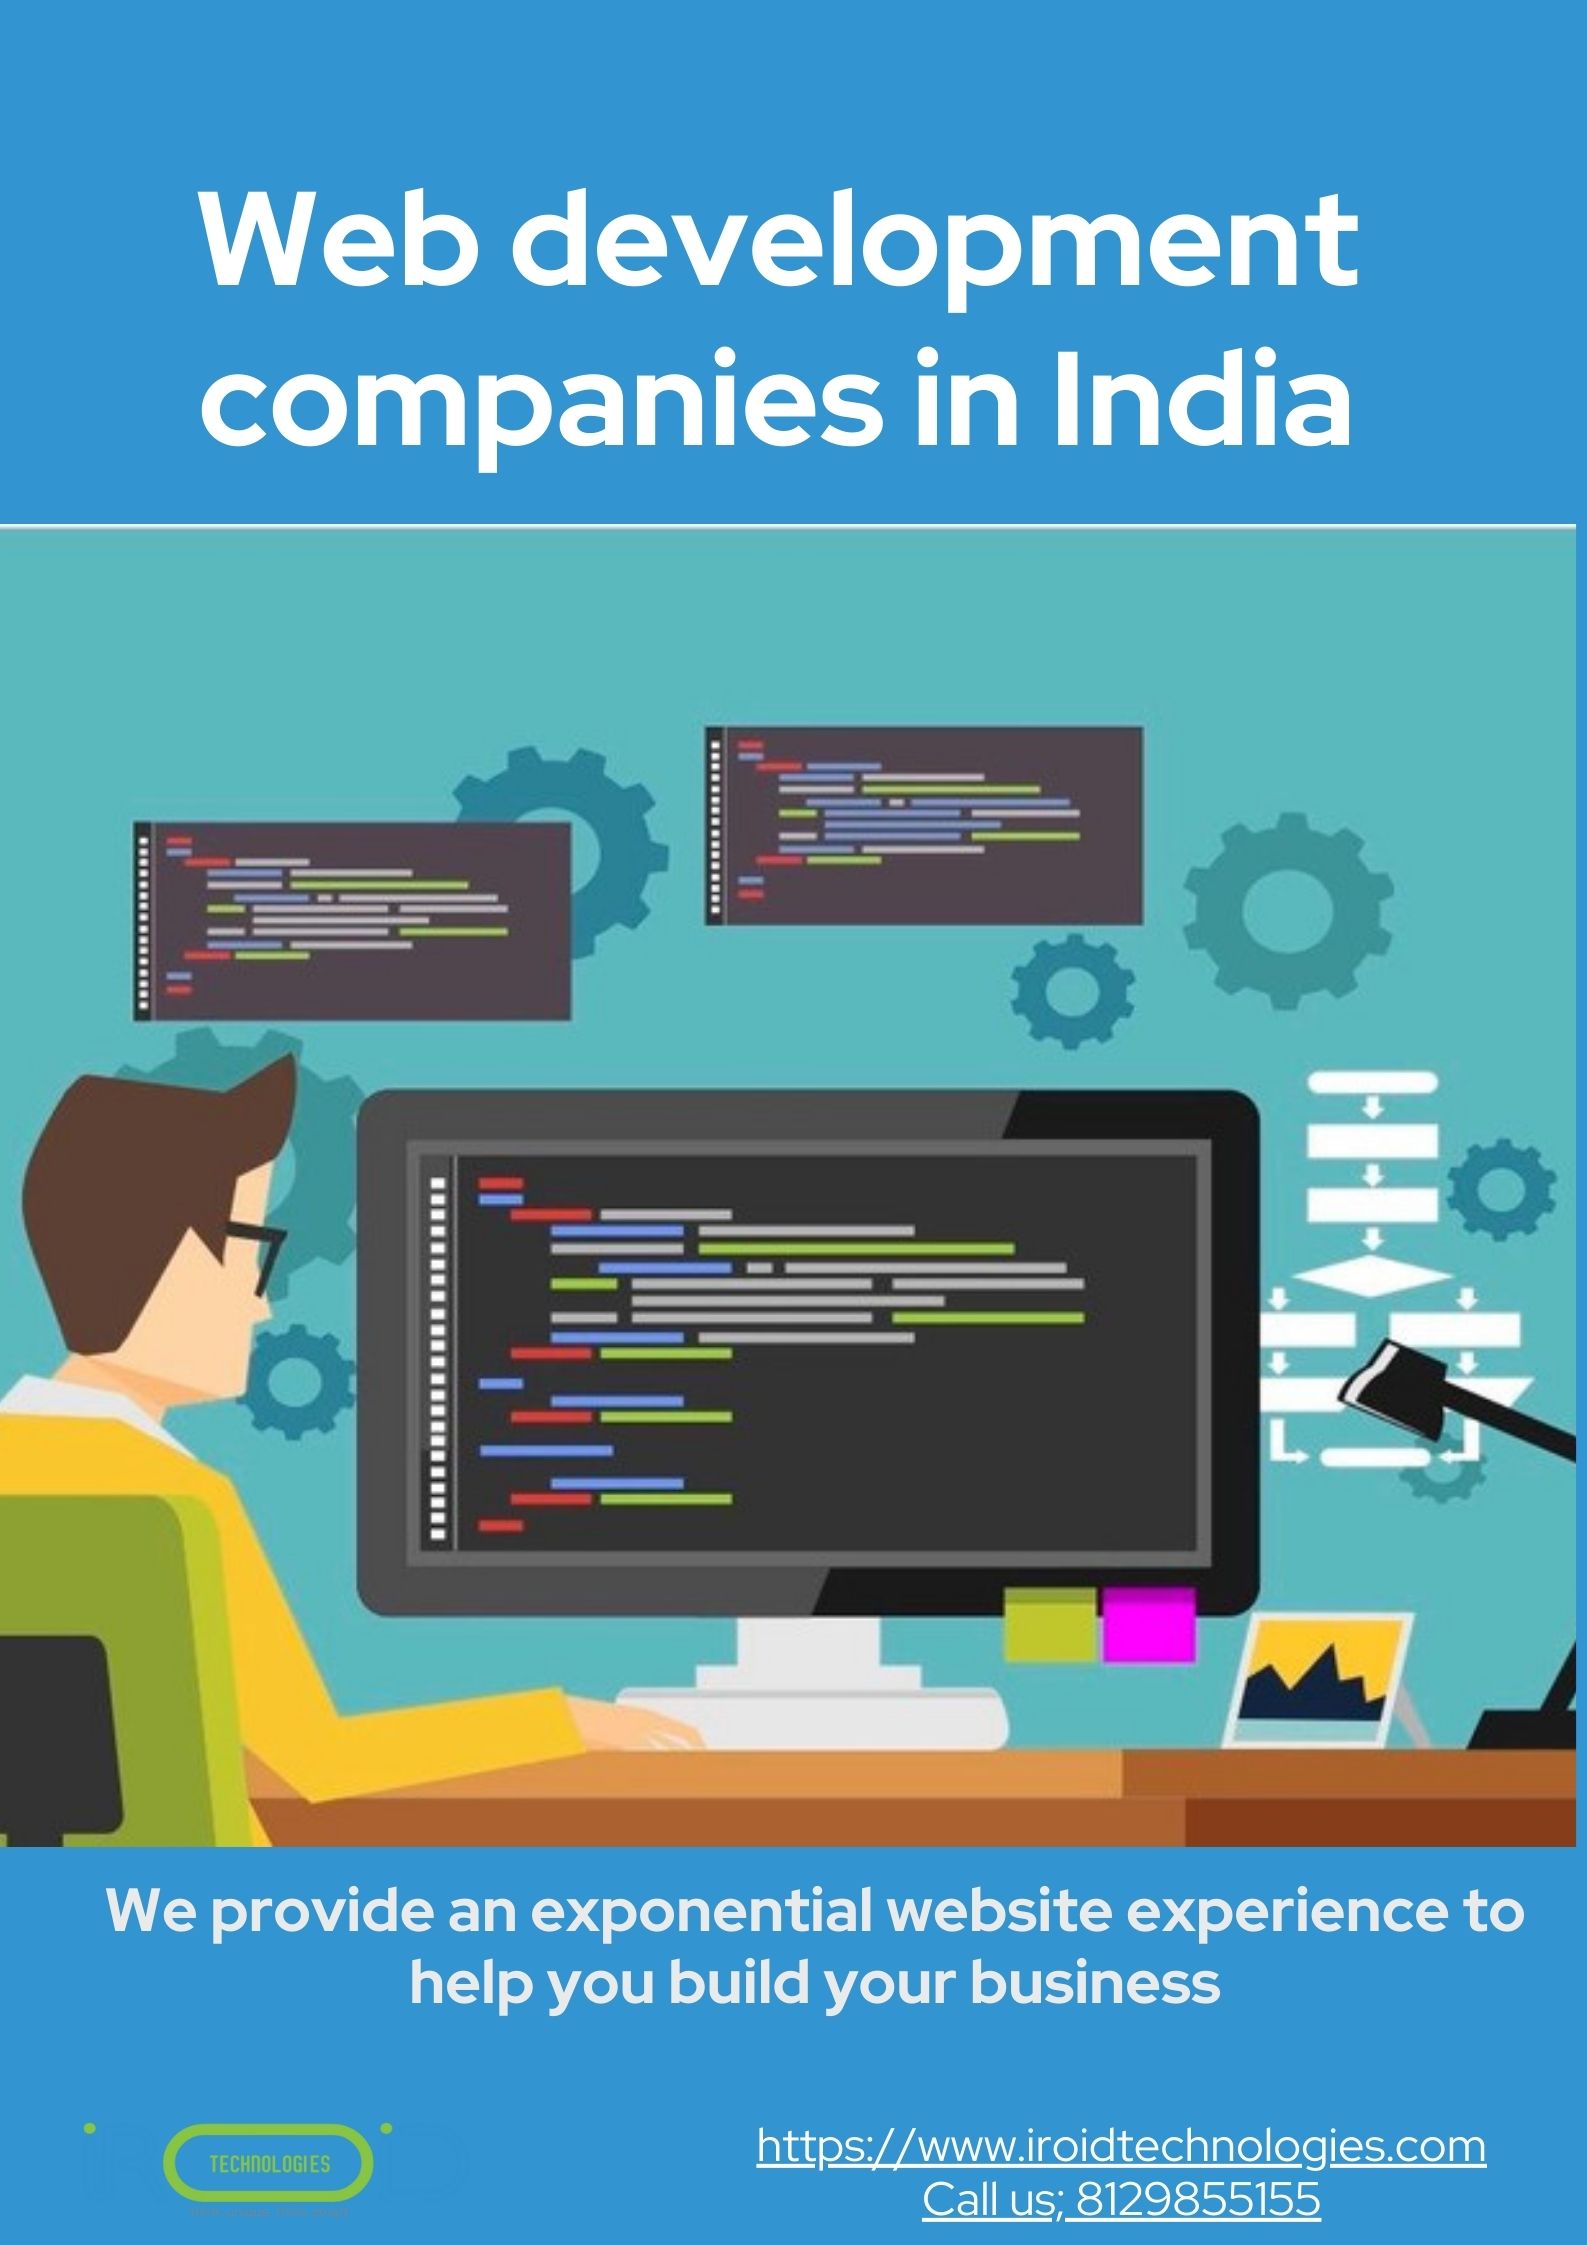 Web development
companies in India
We provide an exponential website experience to
help you build your business
TECHNOLOGIES
https://www.iroidtechnologies.com
Call us; 8129855155